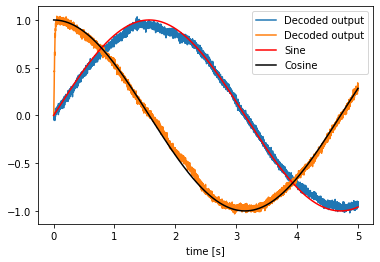 Decoded output
Decoded output
Sine
Cosine
1.0
0.5
0.0
−0.5
−1.0
0 1 2 3 4 5
time [s]